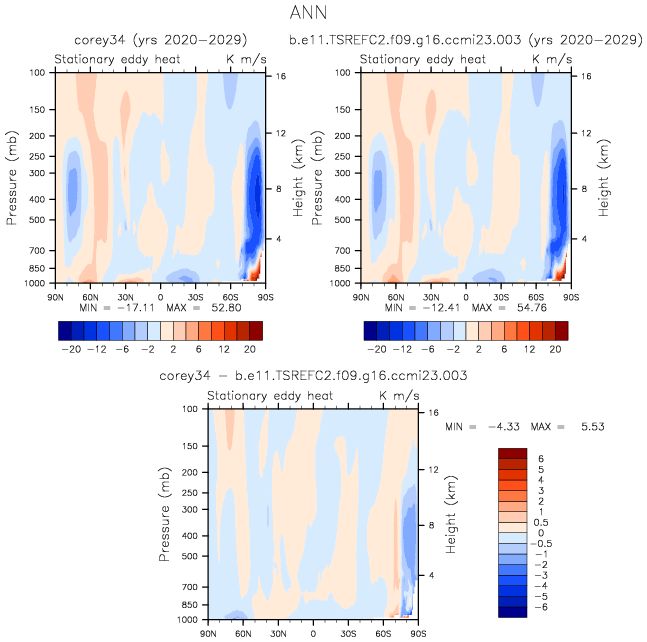 ANN
corey34 (yrs 2020-2029)
b.e11.TSREFC2.f09.g16.ccmi23.003 (yrs 2020-2029)
Stationary eddy heat K m/s
Stationary eddy heat K m/s
Pressure (mb)
100
150
200
250
300
400
500
700
850
1000
16
12
8
4
Height (km)
90N 60N 30N 0 30S 60S 90S
MIN = -17.11 MAX = 52.80
-20 -12 -6 -2 2 6 12 20
Pressure (mb)
100
150
200
250
300
400
500
700
850
1000
16
12
8
4
Height (km)
90N 60N 30N 0 30S 60S 90S
MIN = -12.41 MAX = 54.76
-20 -12 -6 -2 2 6 12 20
corey34 - b.e11.TSREFC2.f09.g16.ccmi23.003
Stationary eddy heat K m/s
Pressure (mb)
100
150
200
250
300
400
500
700
850
1000
16
12
8
4
Height (km)
90N 60N 30N 0 30S 60S 90S
MIN = -4.33 MAX = 5.53
6
5
4
3
2
1
0.5
0
-0.5
-1
-2
-3
-4
-5
-6